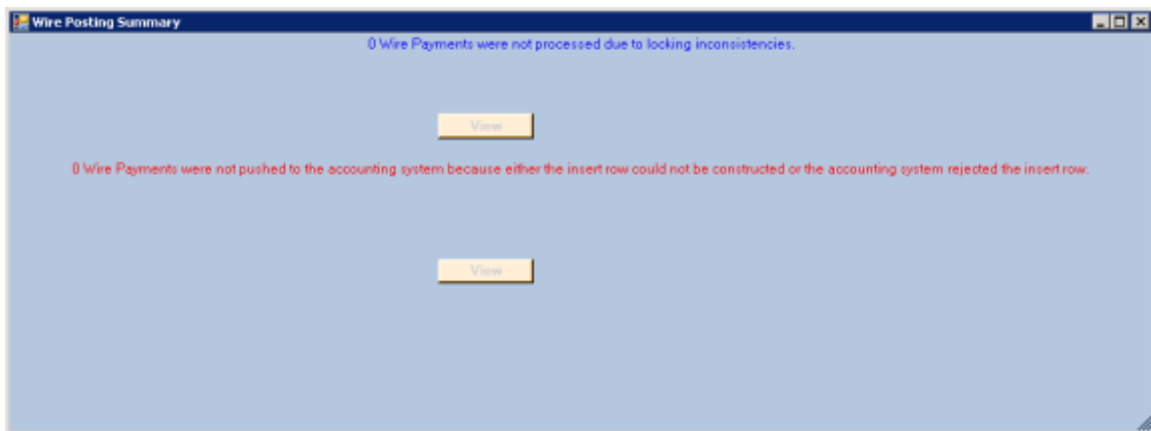 Wire Posting Summary
0 Wire Payments were not processed due to locking inconsistencies.
View
0 Wire Payments were not pushed to the accounting system because either the insert row could not be constructed or the accounting system rejected the insert row.
View